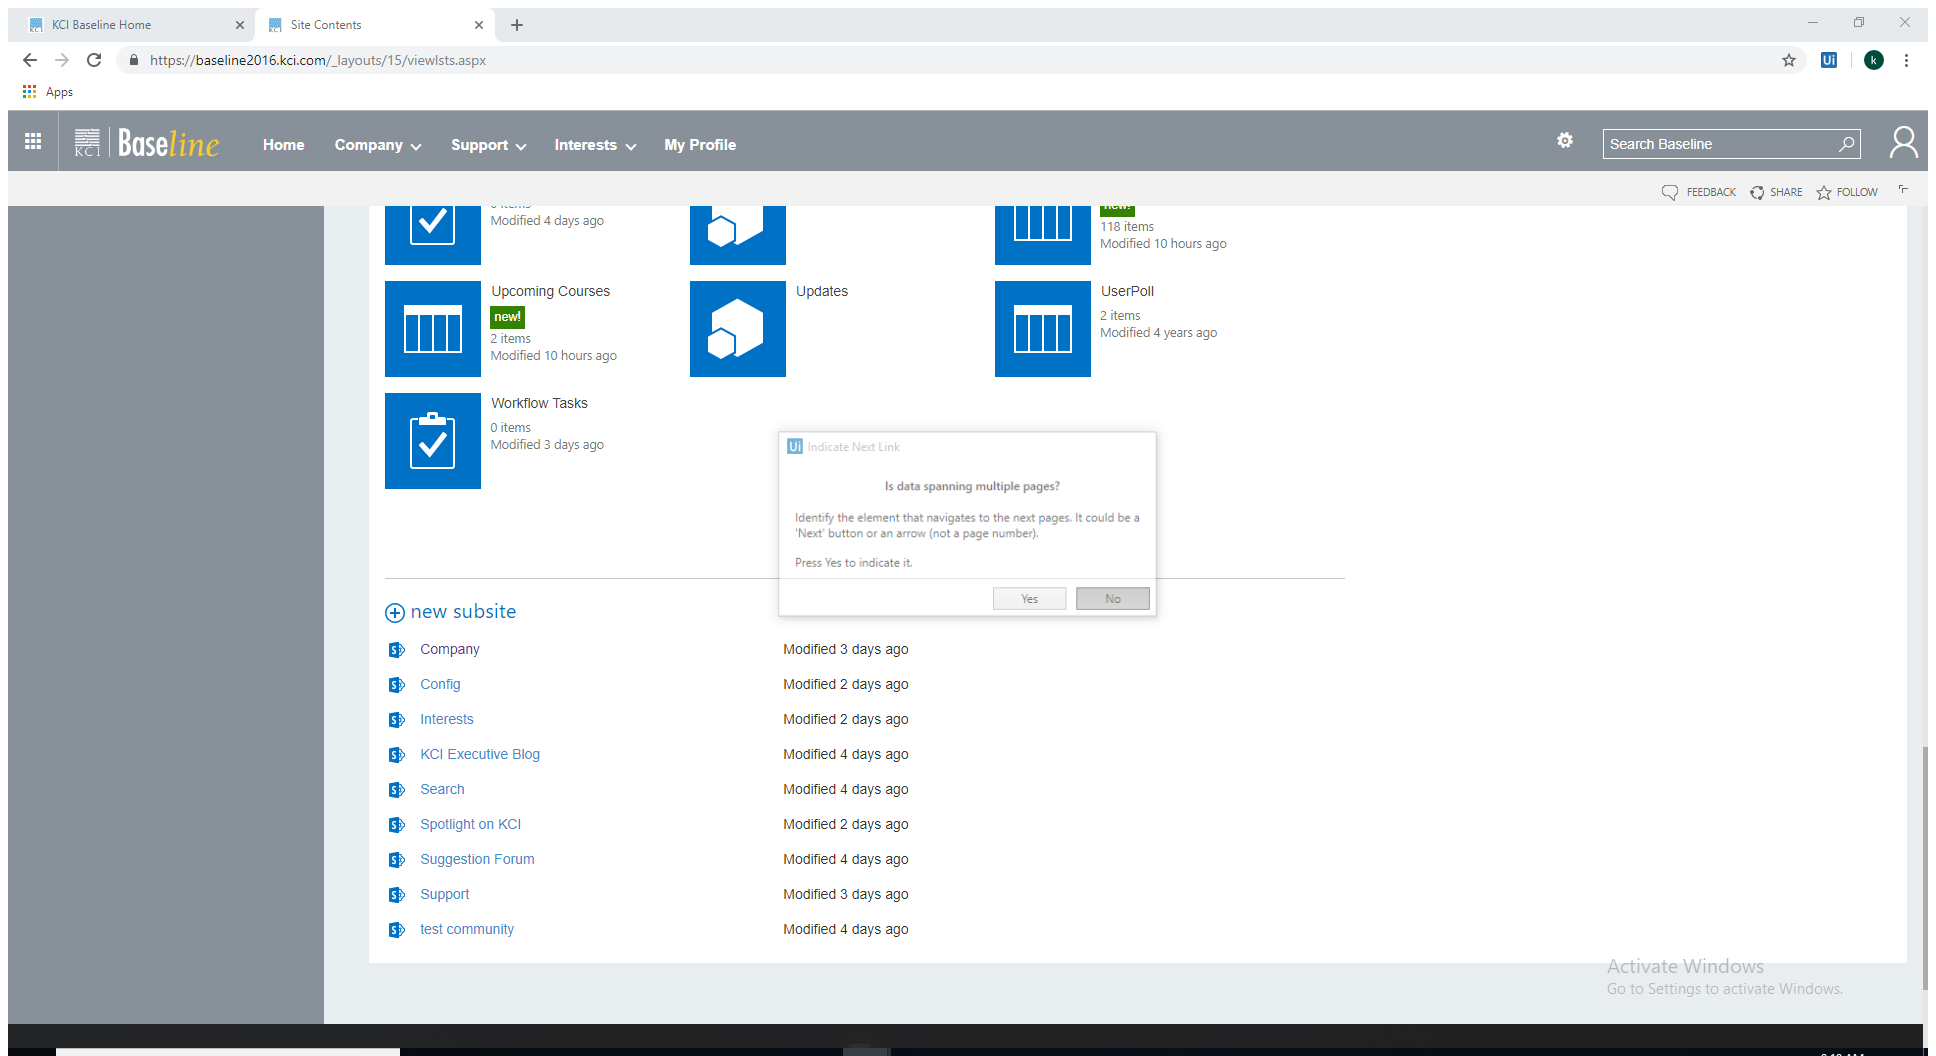 KCI Baseline Home
Site Contents
https://baseline2016.kci.com/_layouts/15/viewlsts.aspx
Ui
k
Apps
KCI
Baseline
Home
Company
Support
Interests
My Profile
Search Baseline
FEEDBACK
SHARE
FOLLOW
Modified 4 days ago
new!
118 items
Modified 10 hours ago
Upcoming Courses
new!
2 items
Modified 10 hours ago
Updates
UserPoll
2 items
Modified 4 years ago
Workflow Tasks
0 items
Modified 3 days ago
Ui Indicate Next Link
Is data spanning multiple pages?
Identify the element that navigates to the next pages. It could be a
'Next' button or an arrow (not a page number).
Press Yes to indicate it.
Yes
No
new subsite
Company Modified 3 days ago
Config Modified 2 days ago
Interests Modified 2 days ago
KCI Executive Blog Modified 4 days ago
Search Modified 4 days ago
Spotlight on KCI Modified 2 days ago
Suggestion Forum Modified 4 days ago
Support Modified 3 days ago
test community Modified 4 days ago
Activate Windows
Go to Settings to activate Windows.